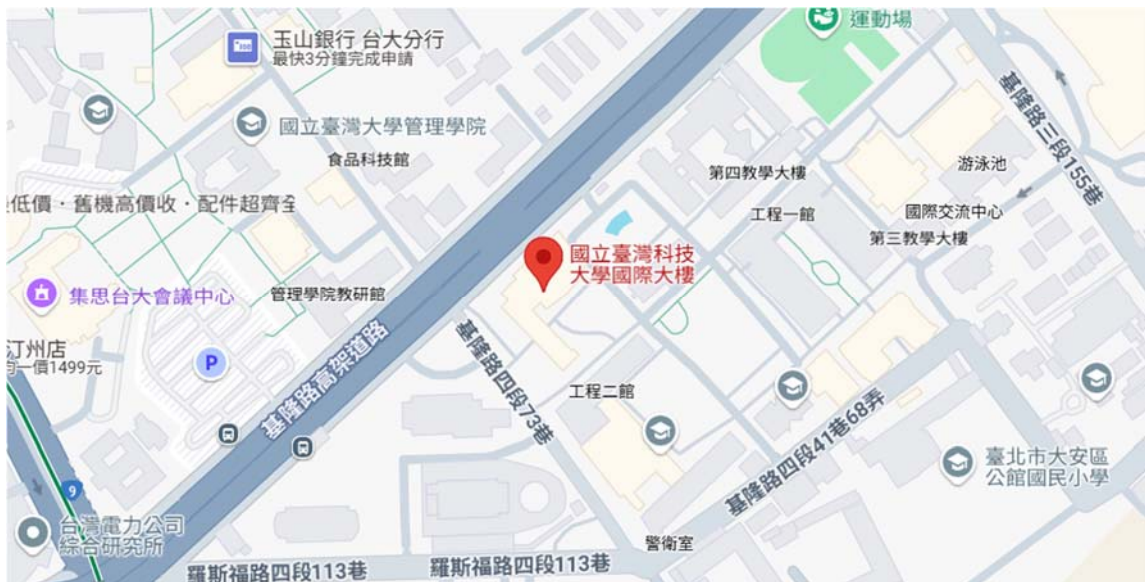 運動場
玉山銀行 台大分行
最快3分鐘完成申請
國立臺灣大學管理學院
食品科技館
基隆路三段155巷
第四教學大樓
游泳池
低價．舊機高價收．配件超齊全
工程一館
國際交流中心
第三教學大樓
國立臺灣科技
大學國際大樓
集思台大會議中心
管理學院教研館
汀州店
均一價1499元
P
基隆路高架道路
基隆路四段73巷
工程二館
基隆路四段41巷68弄
臺北市大安區
公館國民小學
9
台灣電力公司
綜合研究所
警衛室
羅斯福路四段113巷
羅斯福路四段113巷